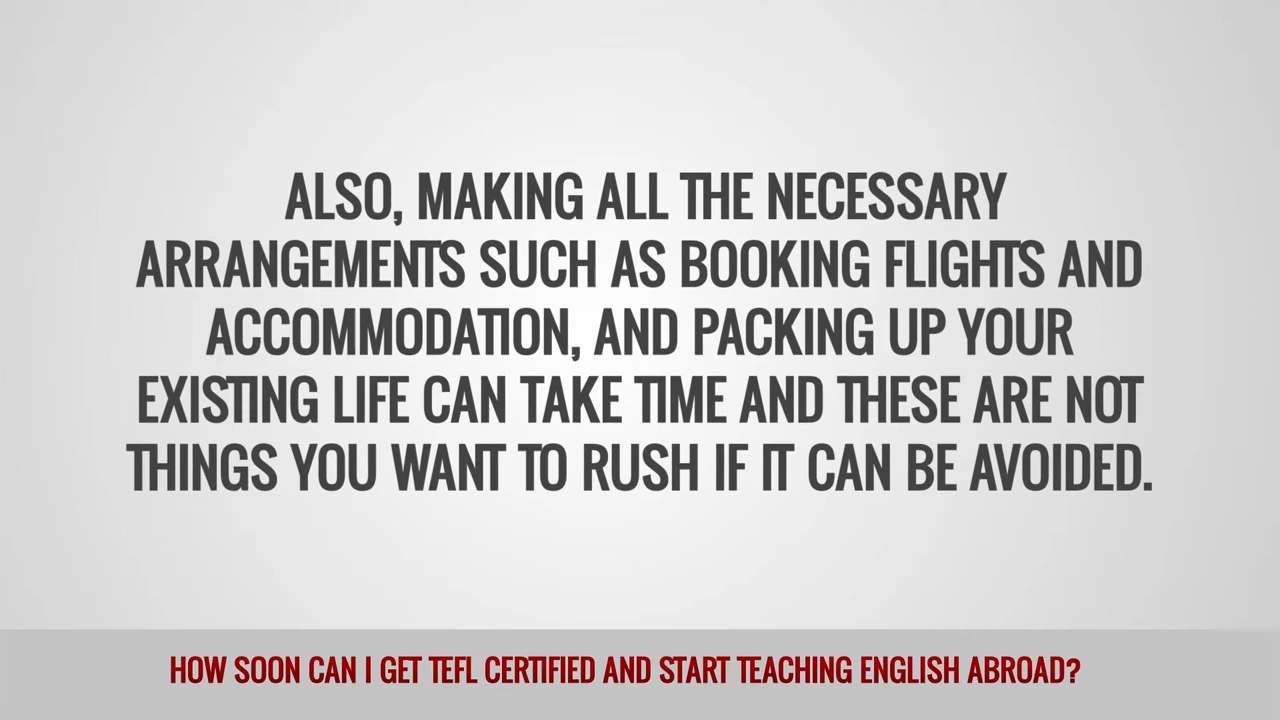 ALSO, MAKING ALL THE NECESSARY
ARRANGEMENTS SUCH AS BOOKING FLIGHTS AND
ACCOMMODATION, AND PACKING UP YOUR
EXISTING LIFE CAN TAKE TIME AND THESE ARE NOT
THINGS YOU WANT TO RUSH IF IT CAN BE AVOIDED.
HOW SOON CAN I GET TEFL CERTIFIED AND START TEACHING ENGLISH ABROAD?